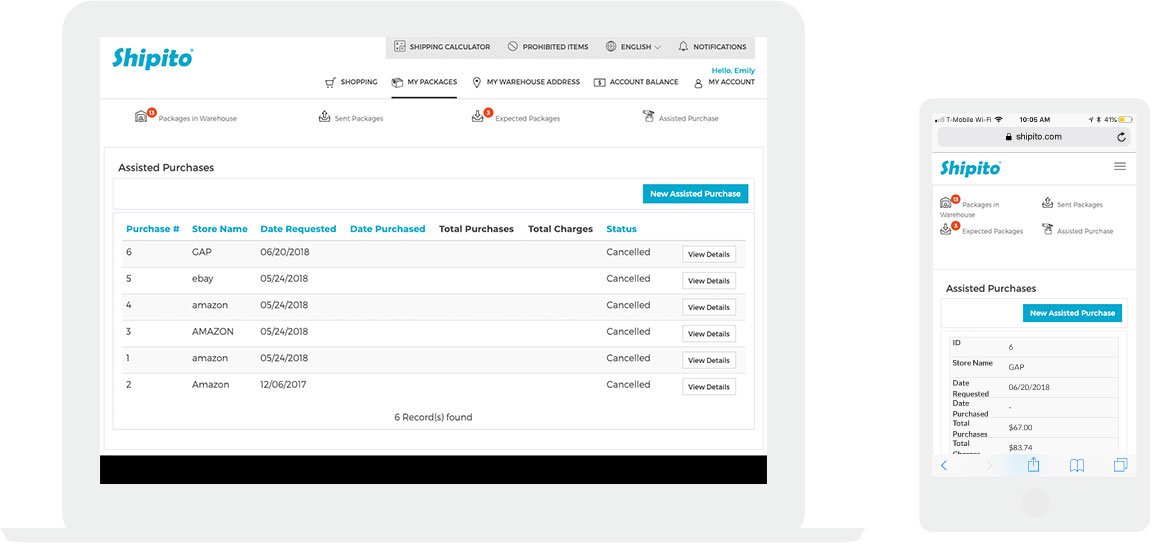 Shipito
SHIPPING CALCULATOR PROHIBITED ITEMS ENGLISH NOTIFICATIONS
Hello, Emily
SHOPPING MY PACKAGES MY WAREHOUSE ADDRESS ACCOUNT BALANCE MY ACCOUNT
13 Packages in Warehouse Sent Packages 3 Expected Packages Assisted Purchase
Assisted Purchases
New Assisted Purchase
Purchase # Store Name Date Requested Date Purchased Total Purchases Total Charges Status
6 GAP 06/20/2018 Cancelled View Details
5 ebay 05/24/2018 Cancelled View Details
4 amazon 05/24/2018 Cancelled View Details
3 AMAZON 05/24/2018 Cancelled View Details
1 amazon 05/24/2018 Cancelled View Details
2 Amazon 12/06/2017 Cancelled View Details
6 Record(s) found
T-Mobile Wi-Fi 10:05 AM 41%
shipito.com
Shipito
13 Packages in Sent Packages
Warehouse
3 Expected Packages Assisted Purchase
Assisted Purchases
New Assisted Purchase
ID 6
Store Name GAP
Date
Requested 06/20/2018
Date
Purchased -
Total
Purchases $67.00
Total $83.74
Charges